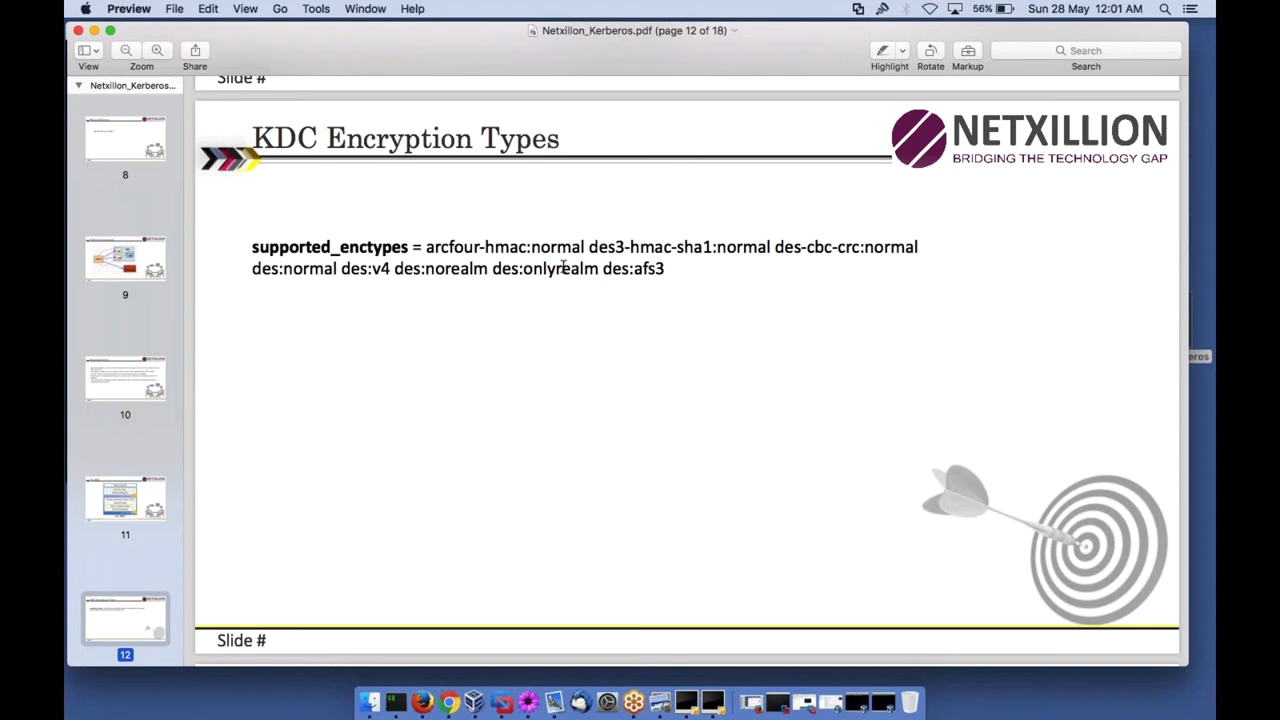 Preview File Edit View Go Tools Window Help 56% Sun 28 May 12:01 AM
Netxillon_Kerberos.pdf (page 12 of 18)
View Zoom Share Search Highlight Rotate Markup Search
Netxillon_Kerberos...
8
9
10
11
12
Slide #
KDC Encryption Types
NETXILLION
BRIDGING THE TECHNOLOGY GAP
supported_enctypes = arcfour-hmac:normal des3-hmac-sha1:normal des-cbc-crc:normal
des:normal des:v4 des:norealm des:onlyrealm des:afs3
Slide #
eros